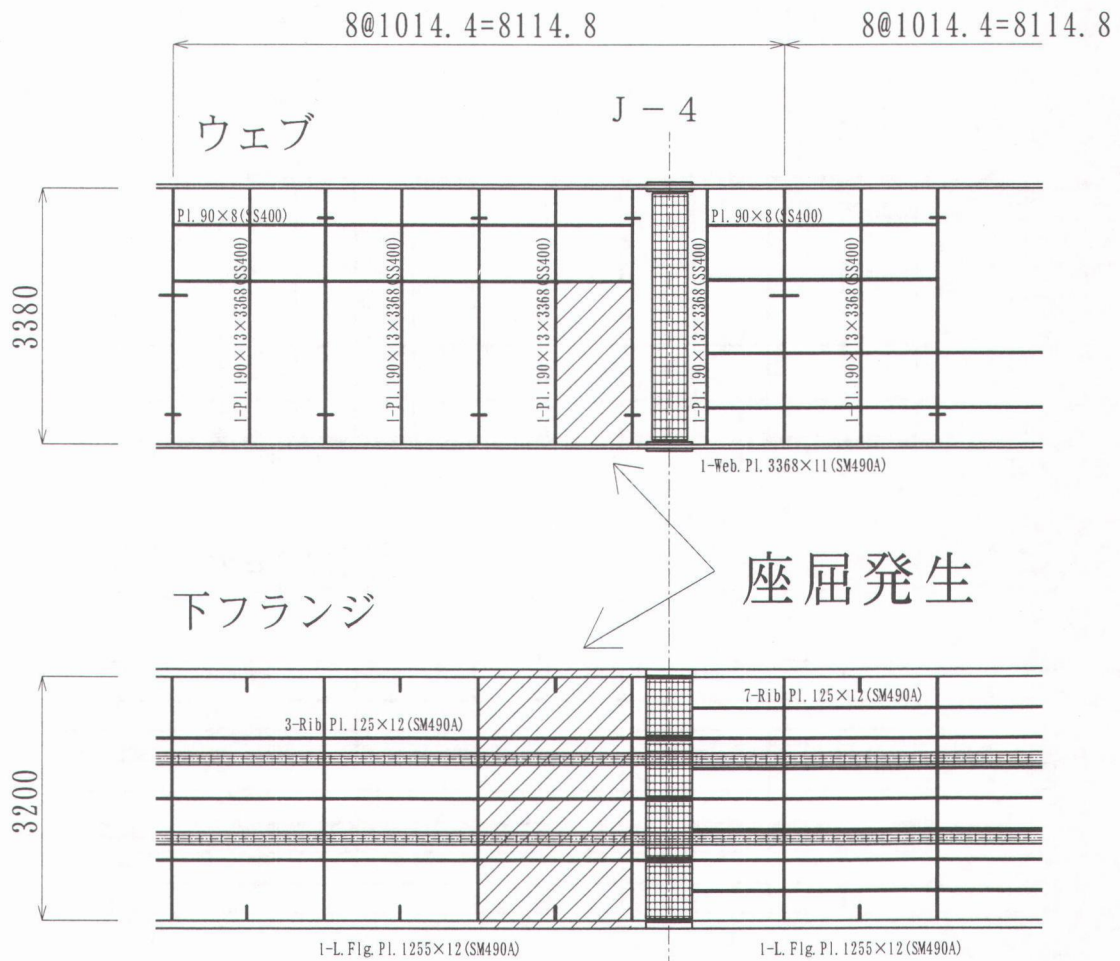 8@1014.4=8114.8
8@1014.4=8114.8
J-4
ウェブ
Pl.90×8(SS400)
Pl.90×8(SS400)
1-Pl.190×13×3368(SS400)
1-Pl.190×13×3368(SS400)
1-Pl.190×13×3368(SS400)
1-Pl.190×13×3368(SS400)
1-Pl.190×13×3368(SS400)
3380
1-Web.Pl.3368×11(SM490A)
座屈発生
下フランジ
3-Rib Pl.125×12(SM490A)
7-Rib Pl.125×12(SM490A)
3200
1-L.Flg.Pl.1255×12(SM490A)
1-L.Flg.Pl.1255×12(SM490A)